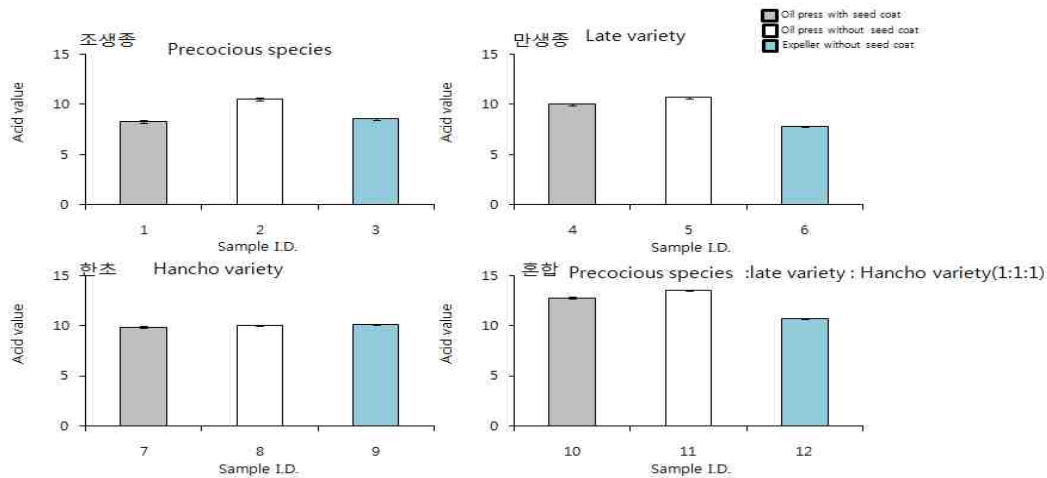 Oil press with seed coat
Oil press without seed coat
Expeller without seed coat
조생종 Precocious species
15
10
5
0
Acid value
1 2 3
Sample I.D.
만생종 Late variety
15
10
5
0
Acid value
4 5 6
Sample I.D.
한초 Hancho variety
15
10
5
0
Acid value
7 8 9
Sample I.D.
혼합 Precocious species :late variety : Hancho variety(1:1:1)
15
10
5
0
Acid value
10 11 12
Sample I.D.